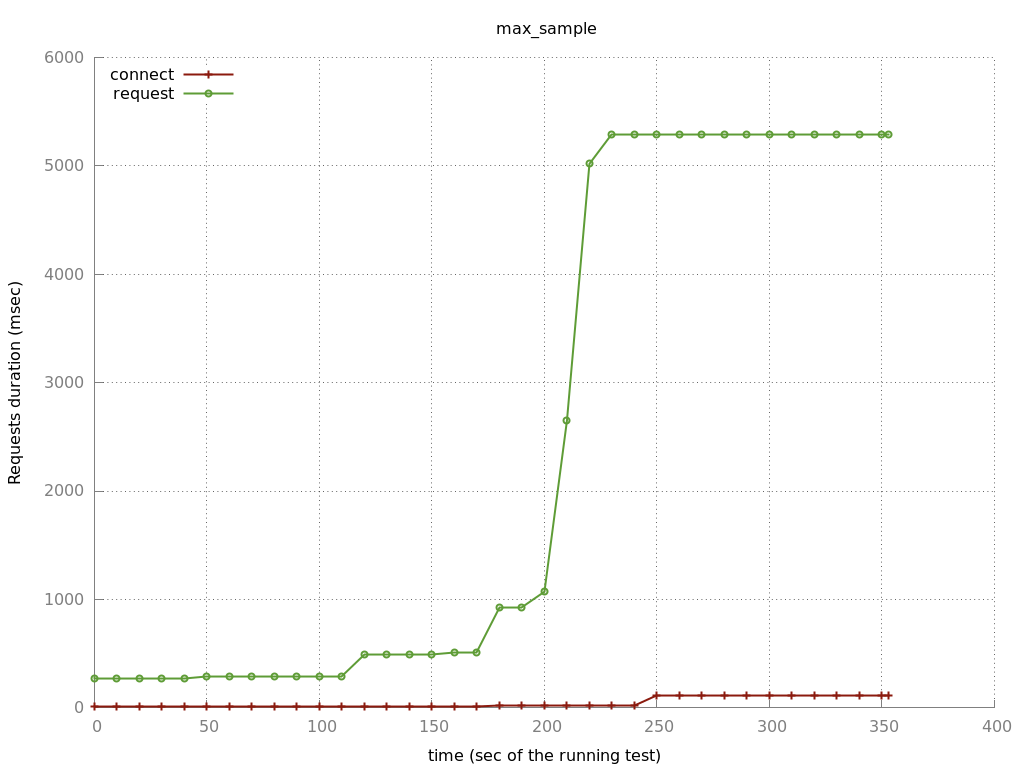 max_sample
6000
5000
4000
3000
2000
1000
0
connect
request
Requests duration (msec)
0 50 100 150 200 250 300 350 400
time (sec of the running test)